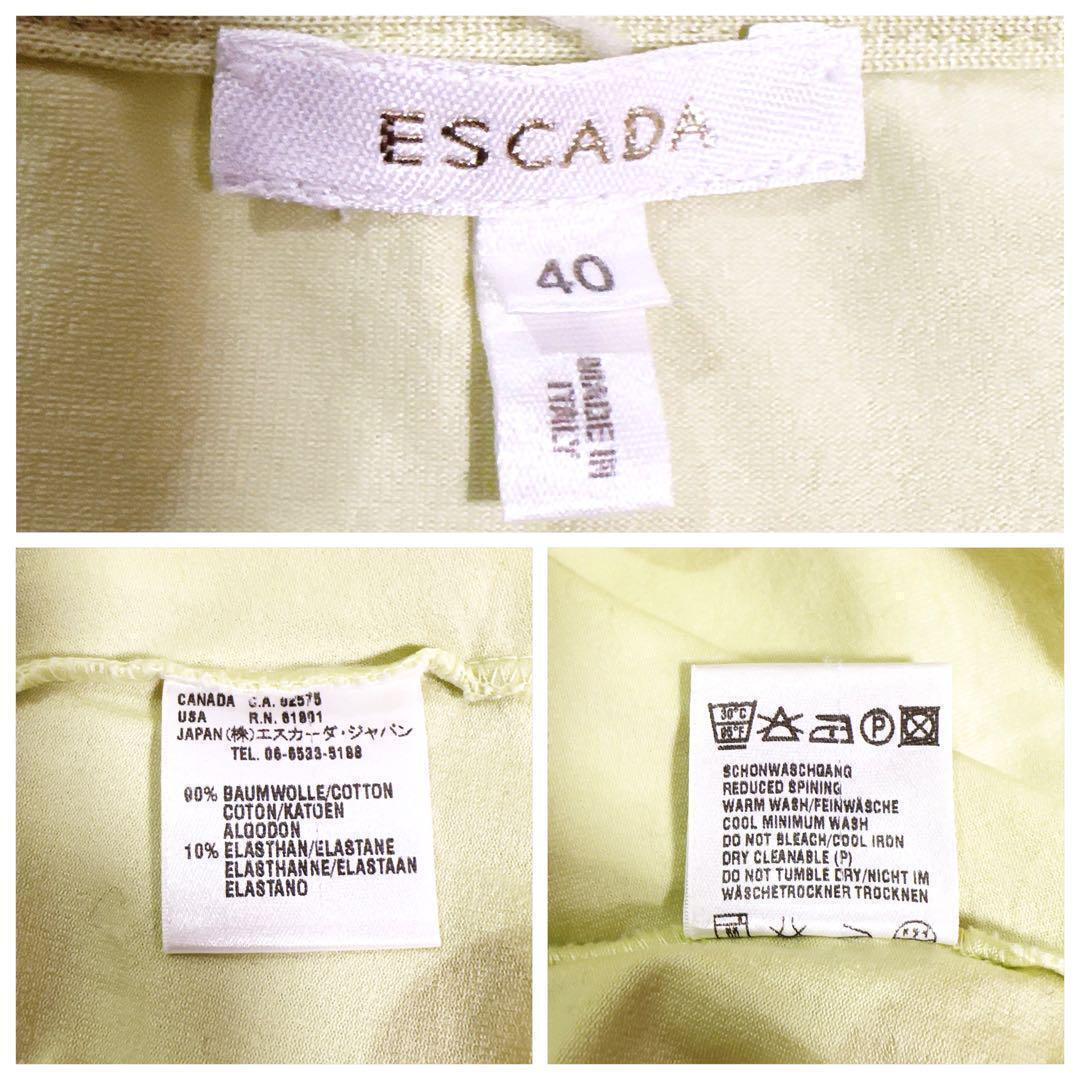 ESCADA
40
MADE IN
ITALY
CANADA C.A. 02575
USA R.N. 61801
JAPAN (株)エスカーダ・ジャパン
TEL. 06-6533-5188
90% BAUMWOLLE/COTTON
COTON/KATOEN
ALGODON
10% ELASTHAN/ELASTANE
ELASTHANNE/ELASTAAN
ELASTANO
30°C
85°F
P
SCHONWASCHGANG
REDUCED SPINING
WARM WASH/FEINWÄSCHE
COOL MINIMUM WASH
DO NOT BLEACH/COOL IRON
DRY CLEANABLE (P)
DO NOT TUMBLE DRY/NICHT IM
WÄSCHETROCKNER TROCKNEN